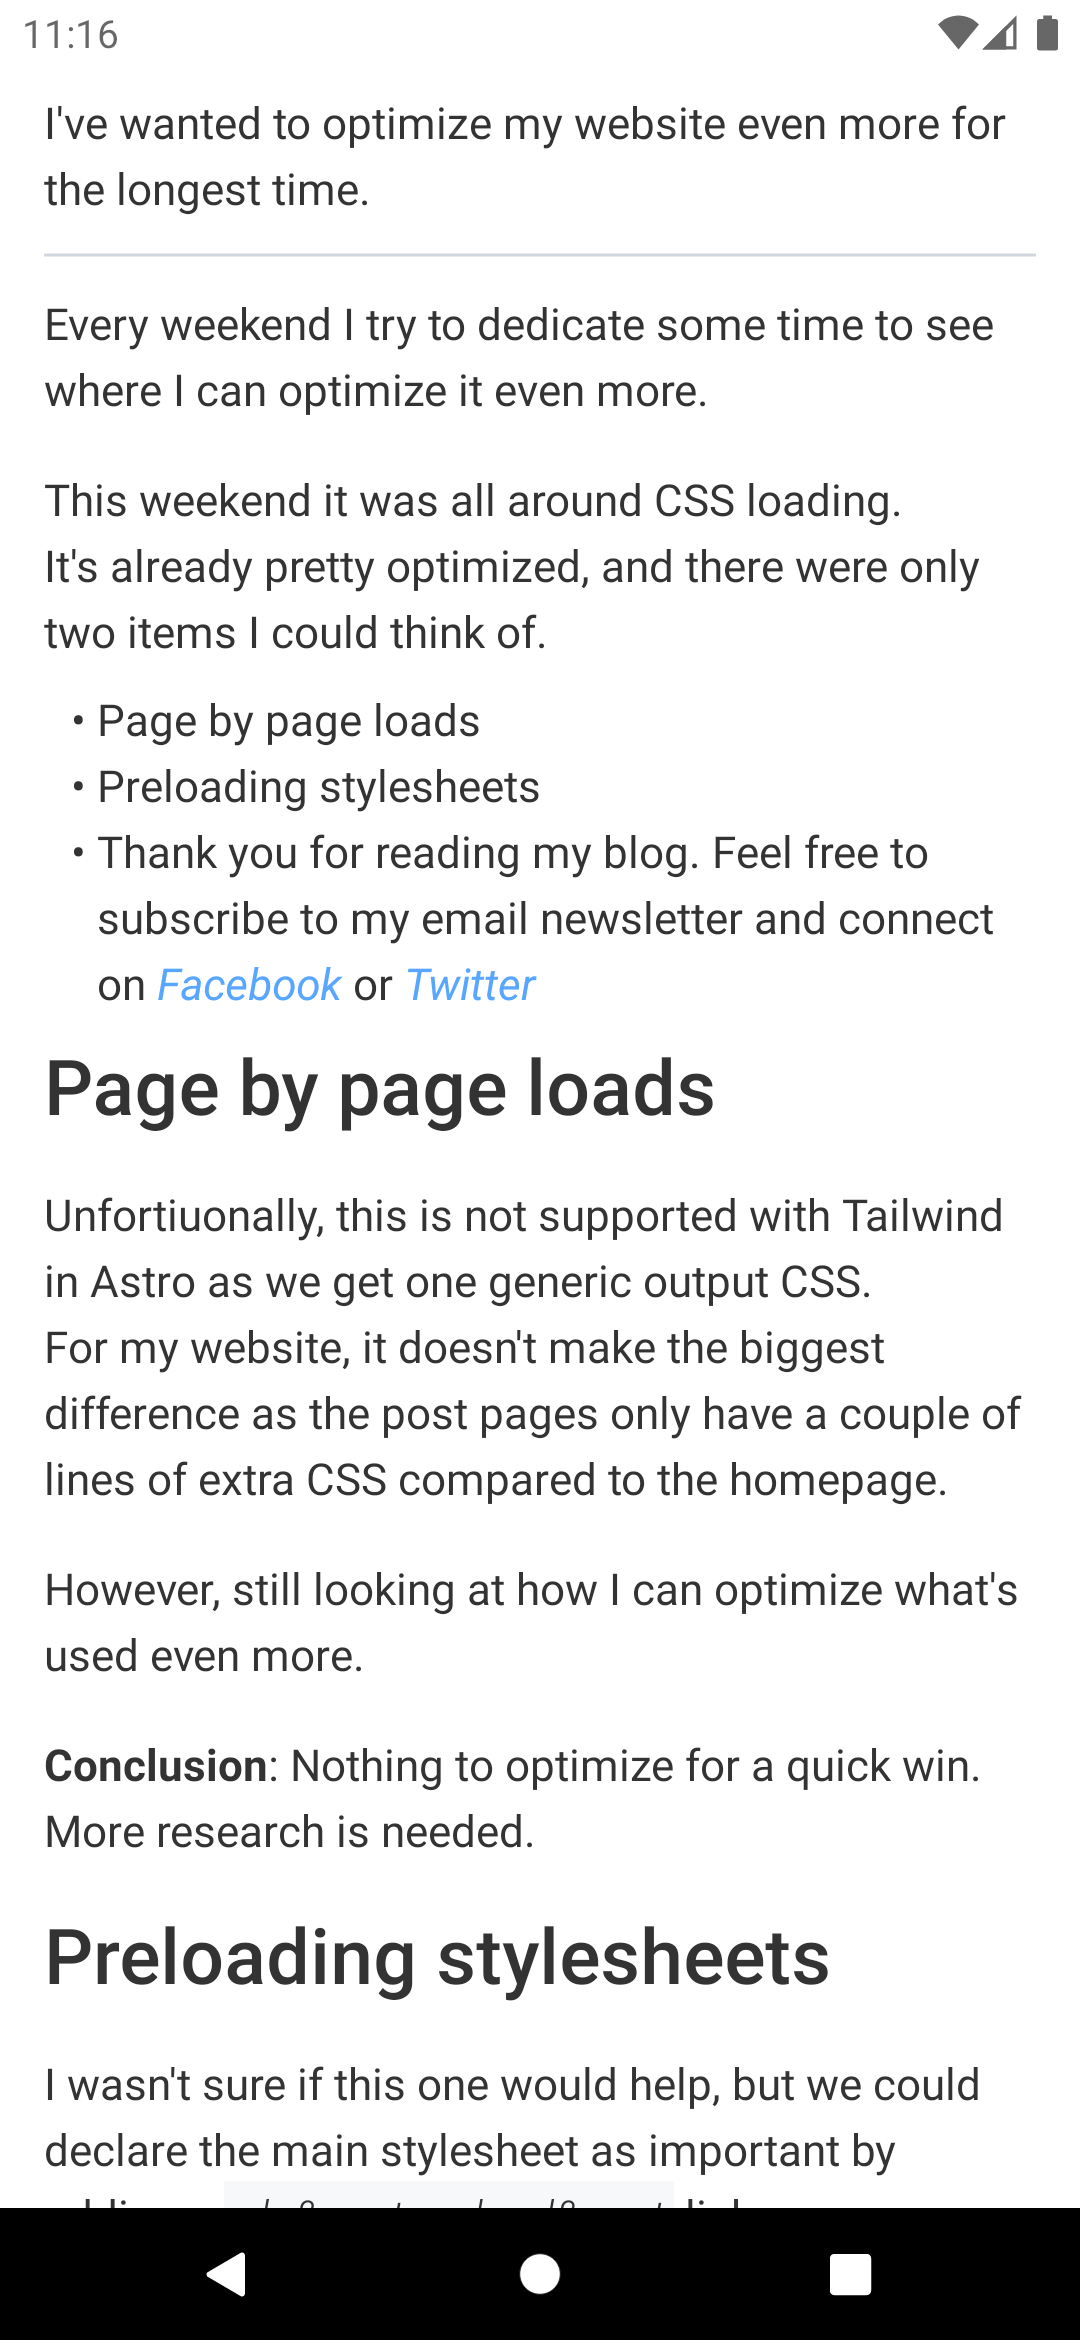 11:16
I've wanted to optimize my website even more for
the longest time.
Every weekend I try to dedicate some time to see
where I can optimize it even more.
This weekend it was all around CSS loading.
It's already pretty optimized, and there were only
two items I could think of.
• Page by page loads
• Preloading stylesheets
• Thank you for reading my blog. Feel free to
subscribe to my email newsletter and connect
on Facebook or Twitter
Page by page loads
Unfortiuonally, this is not supported with Tailwind
in Astro as we get one generic output CSS.
For my website, it doesn't make the biggest
difference as the post pages only have a couple of
lines of extra CSS compared to the homepage.
However, still looking at how I can optimize what's
used even more.
Conclusion: Nothing to optimize for a quick win.
More research is needed.
Preloading stylesheets
I wasn't sure if this one would help, but we could
declare the main stylesheet as important by